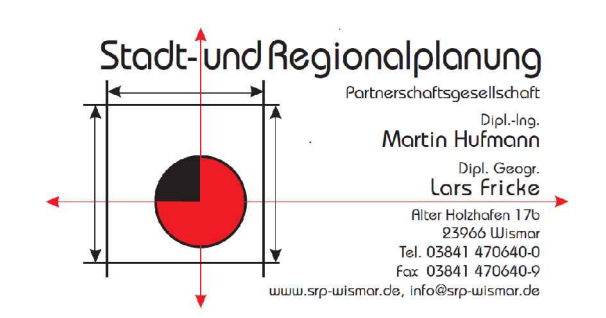 Stadt- und Regionalplanung
Partnerschaftsgesellschaft
Dipl.-Ing.
Martin Hufmann
Dipl. Geogr.
Lars Fricke
Alter Holzhafen 17b
23966 Wismar
Tel. 03841 470640-0
Fax 03841 470640-9
www.srp-wismar.de, info@srp-wismar.de